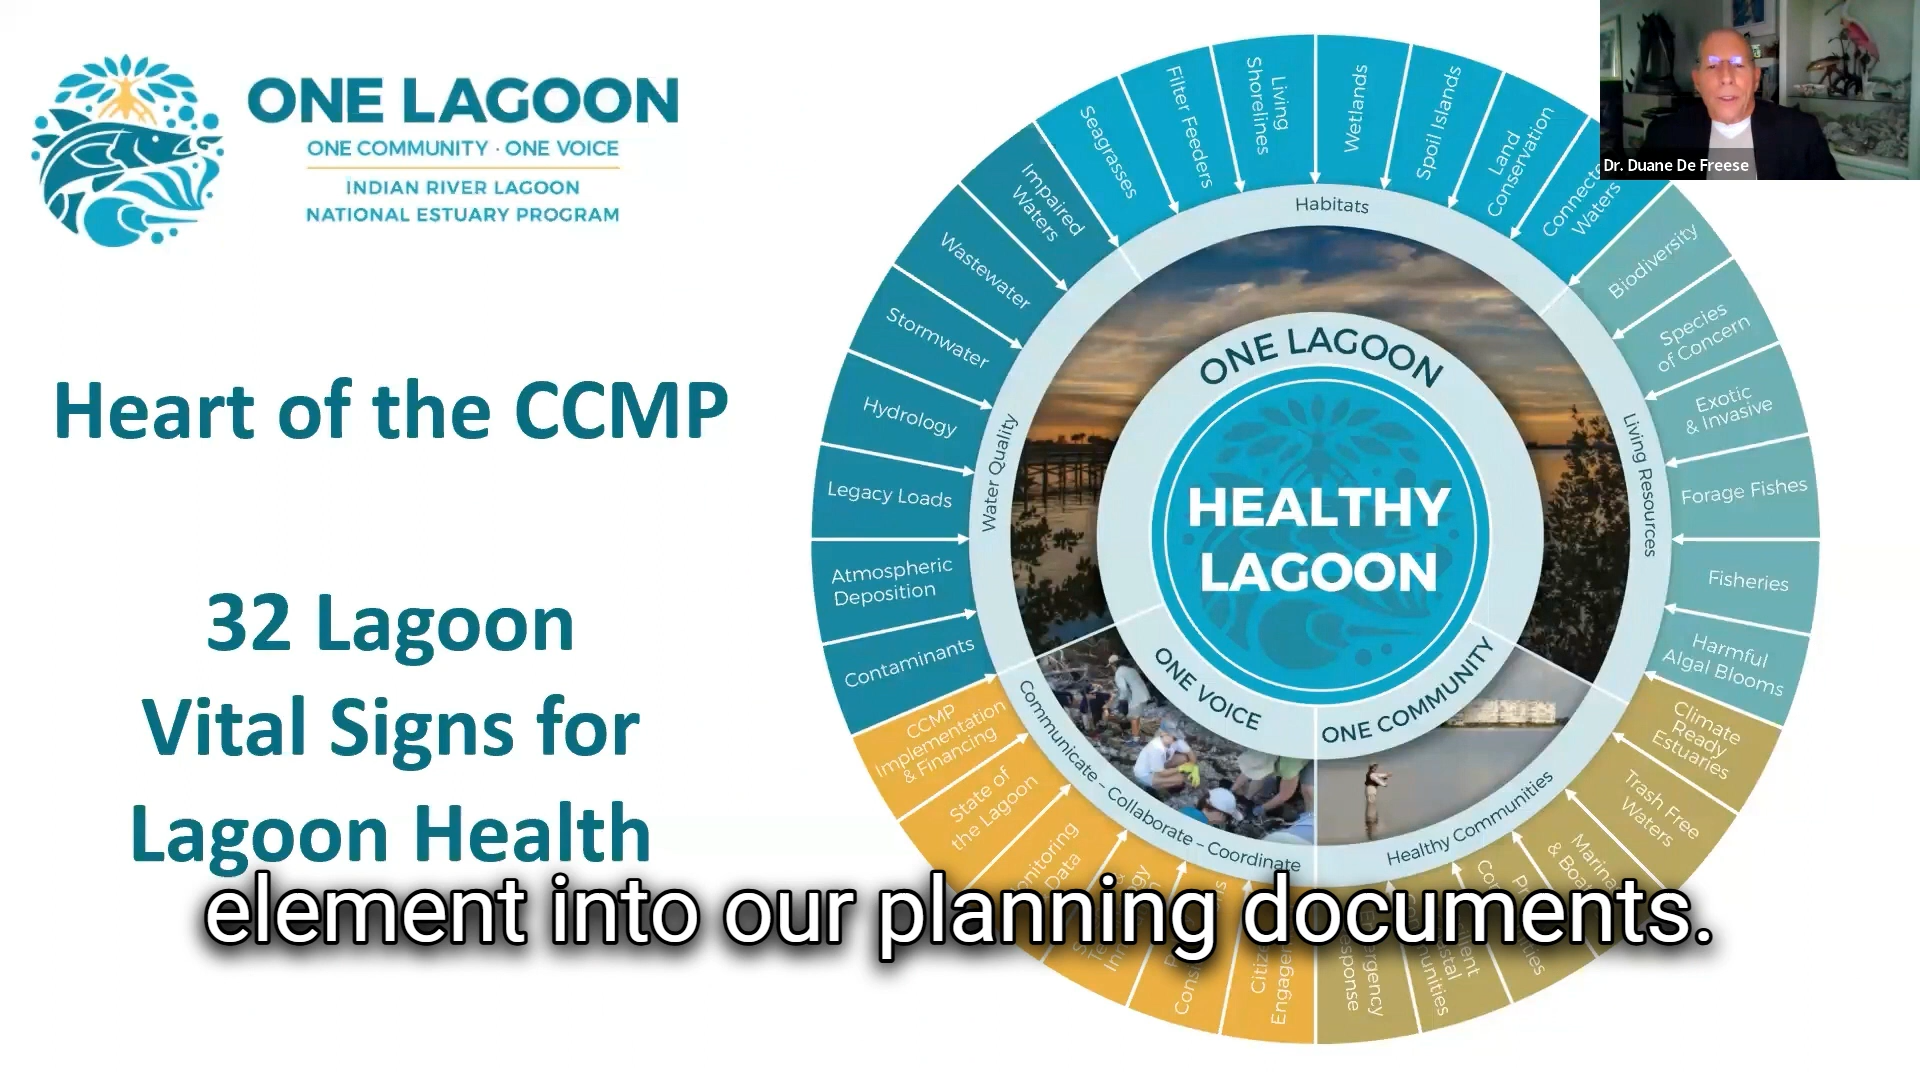 ONE LAGOON
ONE COMMUNITY · ONE VOICE
INDIAN RIVER LAGOON
NATIONAL ESTUARY PROGRAM
Heart of the CCMP
32 Lagoon
Vital Signs for
Lagoon Health
Impaired
Waters
Wastewater
Stormwater
Hydrology
Legacy Loads
Atmospheric
Deposition
Contaminants
Water Quality
Seagrasses
Filter Feeders
Living
Shorelines
Wetlands
Spoil Islands
Land
Conservation
Waters
Habitats
Biodiversity
Species
of Concern
Exotic
& Invasive
Forage Fishes
Fisheries
Harmful
Algal Blooms
Living Resources
Climate
Ready
Estuaries
Trash Free
Waters
Healthy Communities
CCMP
Implementation
& Financing
State of
the Lagoon
Data
Communicate – Collaborate – Coordinate
ONE LAGOON
ONE VOICE
ONE COMMUNITY
HEALTHY
LAGOON
Dr. Duane De Freese
element into our planning documents.